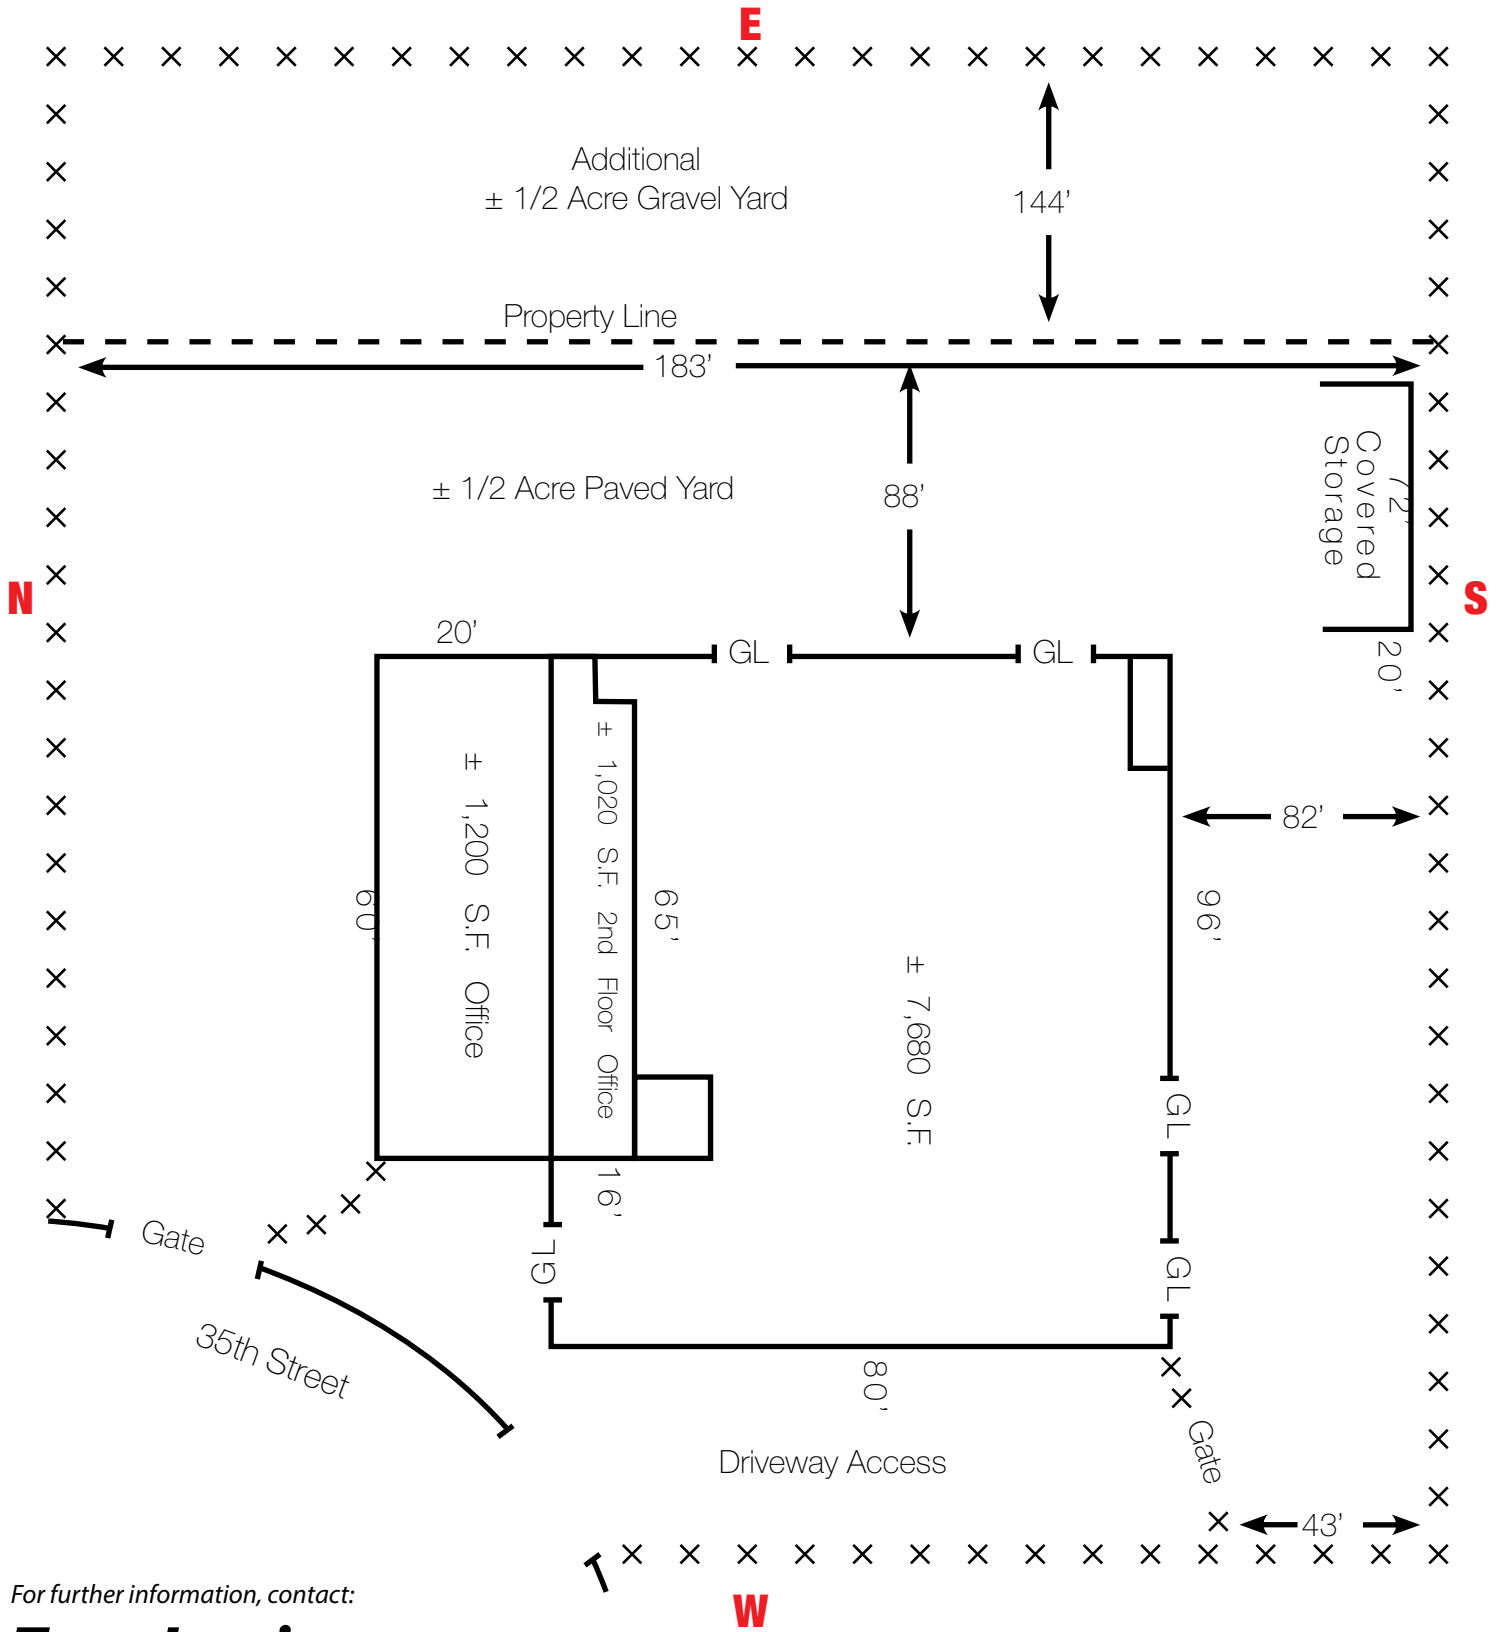 E
Additional
± 1/2 Acre Gravel Yard
144’
Property Line
183’
± 1/2 Acre Paved Yard
88’
72’
Covered
Storage
20’
N
S
20’
GL
GL
± 1,200 S.F. Office
± 1,020 S.F. 2nd Floor Office
60’
65’
± 7,680 S.F.
82’
96’
GL
16’
GL
GL
Gate
35th Street
80’
Gate
Driveway Access
43’
W
For further information, contact: